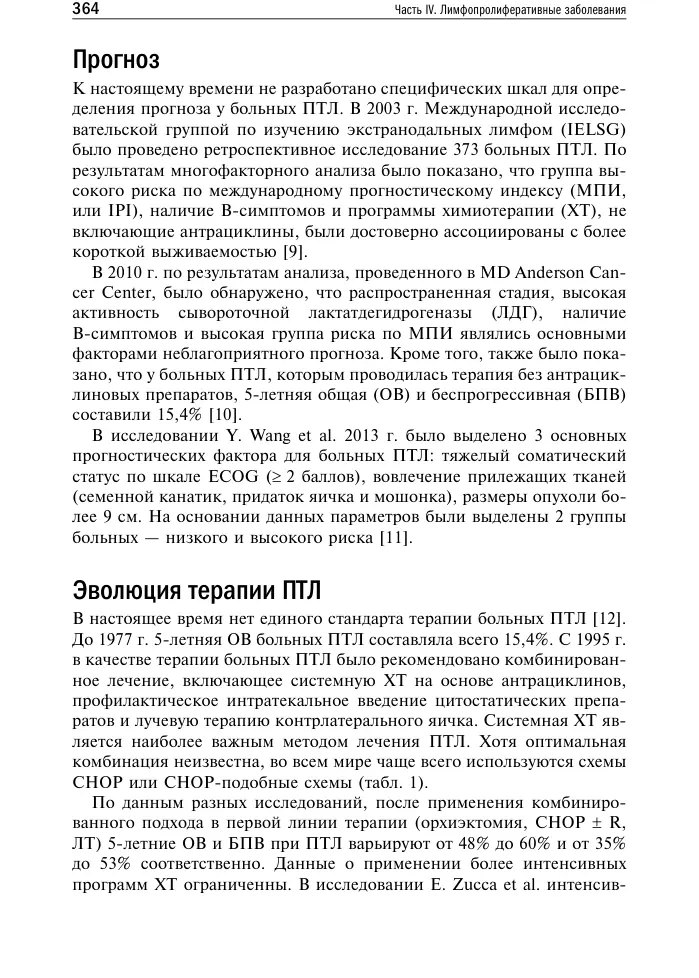 364
Часть IV. Лимфопролиферативные заболевания
Прогноз
К настоящему времени не разработано специфических шкал для опре-
деления прогноза у больных ПТЛ. В 2003 г. Международной исследо-
вательской группой по изучению экстранодальных лимфом (IELSG)
было проведено ретроспективное исследование 373 больных ПТЛ. По
результатам многофакторного анализа было показано, что группа вы-
сокого риска по международному прогностическому индексу (МПИ,
или IPI), наличие В-симптомов и программы химиотерапии (ХТ), не
включающие антрациклины, были достоверно ассоциированы с более
короткой выживаемостью [9].
В 2010 г. по результатам анализа, проведенного в MD Anderson Can-
cer Center, было обнаружено, что распространенная стадия, высокая
активность сывороточной лактатдегидрогеназы (ЛДГ), наличие
В-симптомов и высокая группа риска по МПИ являлись основными
факторами неблагоприятного прогноза. Кроме того, также было пока-
зано, что у больных ПТЛ, которым проводилась терапия без антрацик-
линовых препаратов, 5-летняя общая (ОВ) и беспрогрессивная (БПВ)
составили 15,4% [10].
В исследовании Y. Wang et al. 2013 г. было выделено 3 основных
прогностических фактора для больных ПТЛ: тяжелый соматический
статус по шкале ECOG (≥ 2 баллов), вовлечение прилежащих тканей
(семенной канатик, придаток яичка и мошонка), размеры опухоли бо-
лее 9 см. На основании данных параметров были выделены 2 группы
больных — низкого и высокого риска [11].
Эволюция терапии ПТЛ
В настоящее время нет единого стандарта терапии больных ПТЛ [12].
До 1977 г. 5-летняя ОВ больных ПТЛ составляла всего 15,4%. С 1995 г.
в качестве терапии больных ПТЛ было рекомендовано комбинирован-
ное лечение, включающее системную ХТ на основе антрациклинов,
профилактическое интратекальное введение цитостатических препа-
ратов и лучевую терапию контрлатерального яичка. Системная ХТ яв-
ляется наиболее важным методом лечения ПТЛ. Хотя оптимальная
комбинация неизвестна, во всем мире чаще всего используются схемы
CHOP или CHOP-подобные схемы (табл. 1).
По данным разных исследований, после применения комбиниро-
ванного подхода в первой линии терапии (орхиэктомия, CHOP ± R,
ЛТ) 5-летние ОВ и БПВ при ПТЛ варьируют от 48% до 60% и от 35%
до 53% соответственно. Данные о применении более интенсивных
программ ХТ ограниченны. В исследовании E. Zucca et al. интенсив-